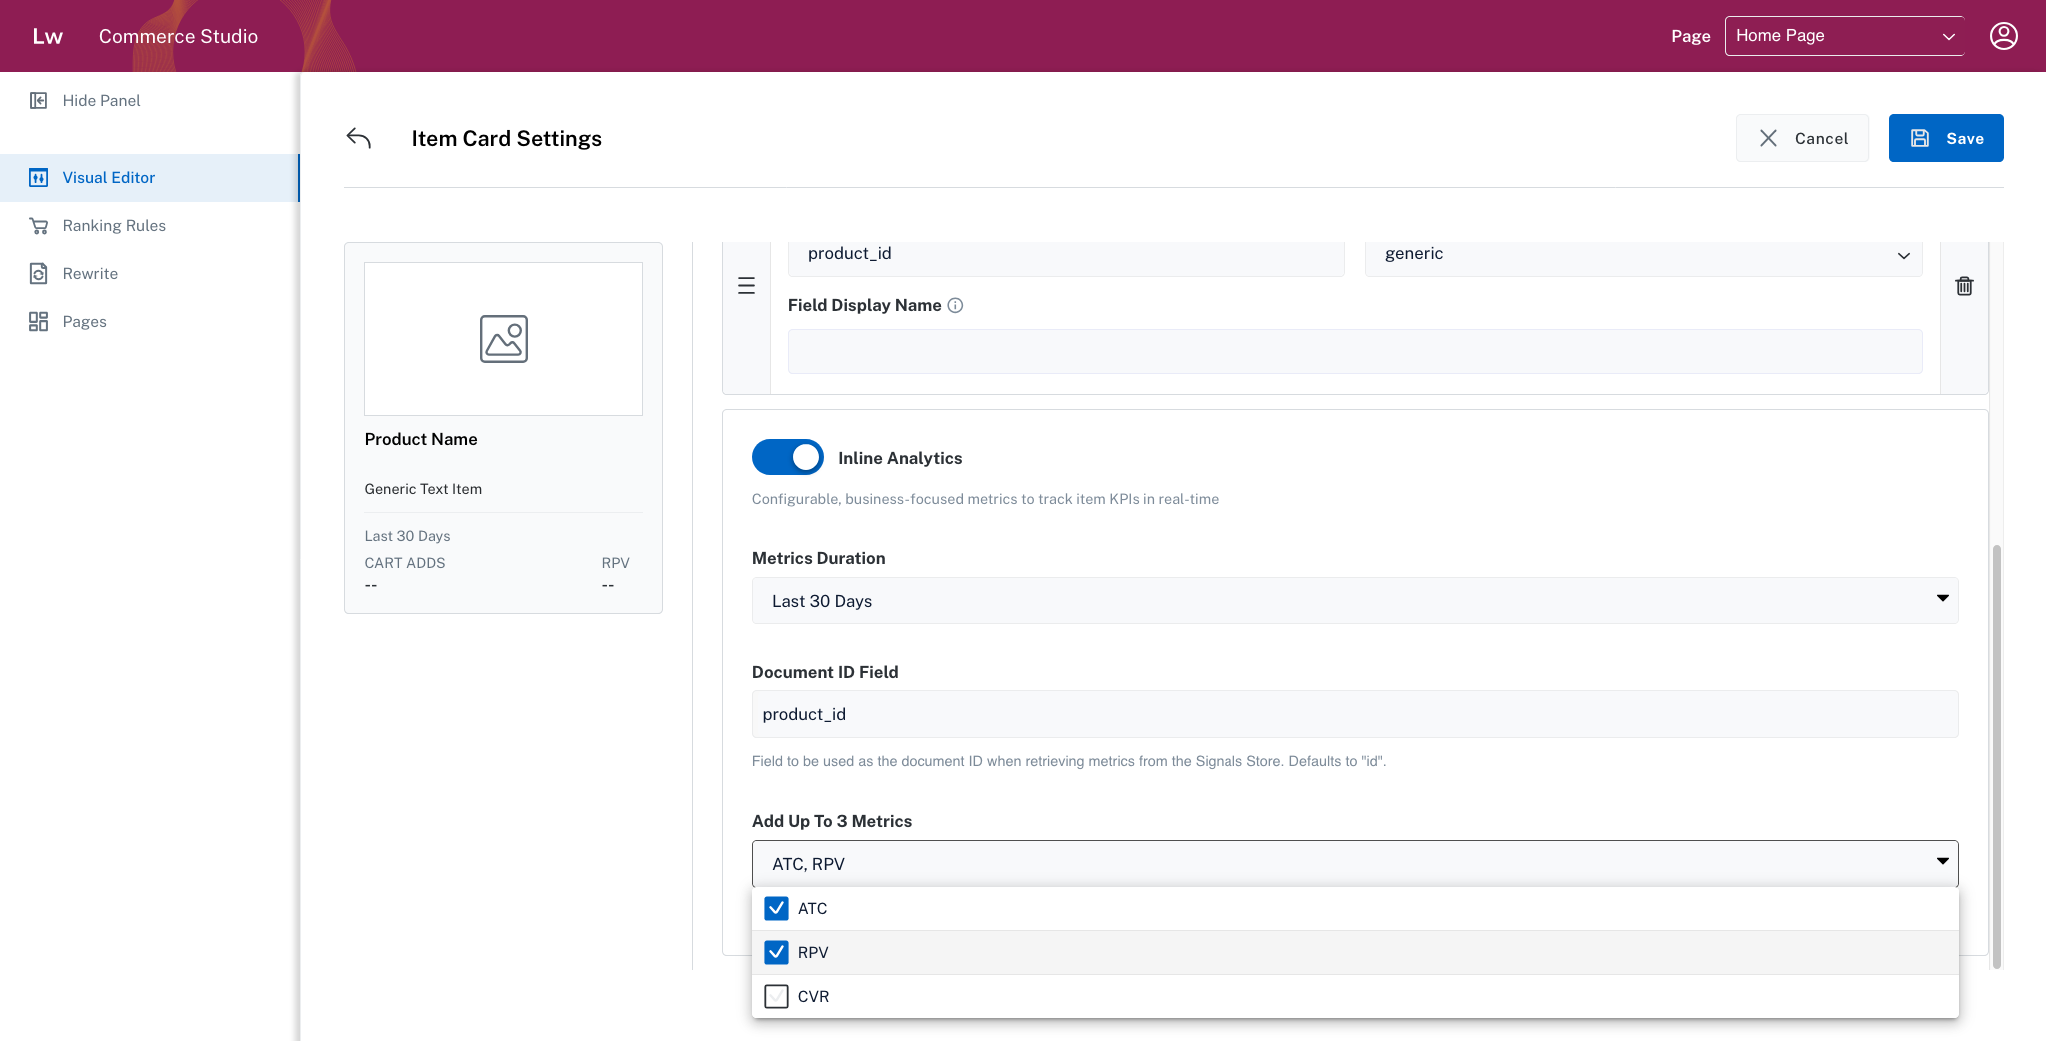 Lw
Commerce Studio
Page
Home Page
Hide Panel
Visual Editor
Ranking Rules
Rewrite
Pages
Item Card Settings
Cancel
Save
Product Name
Generic Text Item
Last 30 Days
CART ADDS RPV
-- --
product_id
generic
Field Display Name
Inline Analytics
Configurable, business-focused metrics to track item KPIs in real-time
Metrics Duration
Last 30 Days
Document ID Field
product_id
Field to be used as the document ID when retrieving metrics from the Signals Store. Defaults to "id".
Add Up To 3 Metrics
ATC, RPV
ATC
RPV
CVR